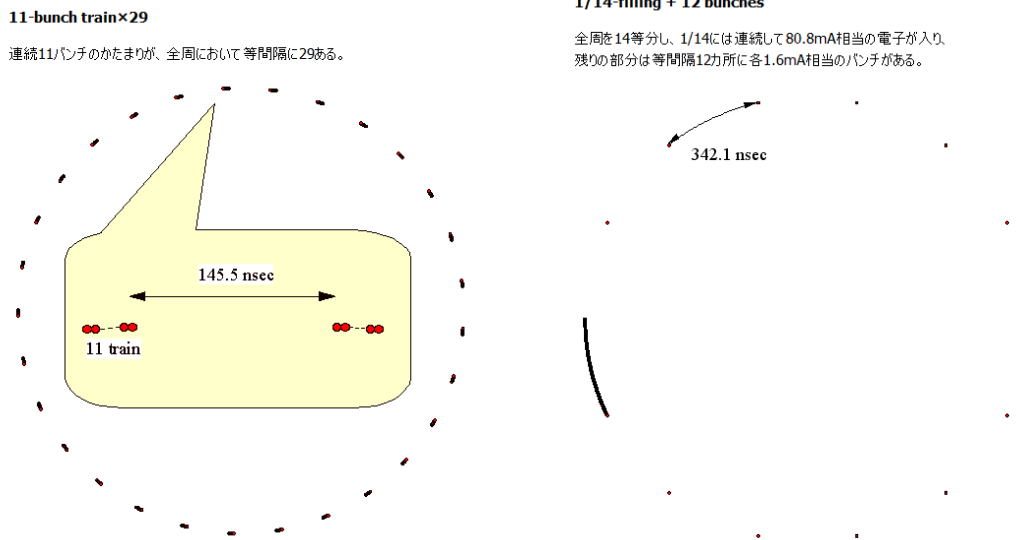 11-bunch train×29
連続11バンチのかたまりが、全周において等間隔に29ある。
145.5 nsec
11 train
1/14-filling + 12 bunches
全周を14等分し、1/14には連続して80.8mA相当の電子が入り、
残りの部分は等間隔12カ所に各1.6mA相当のバンチがある。
342.1 nsec